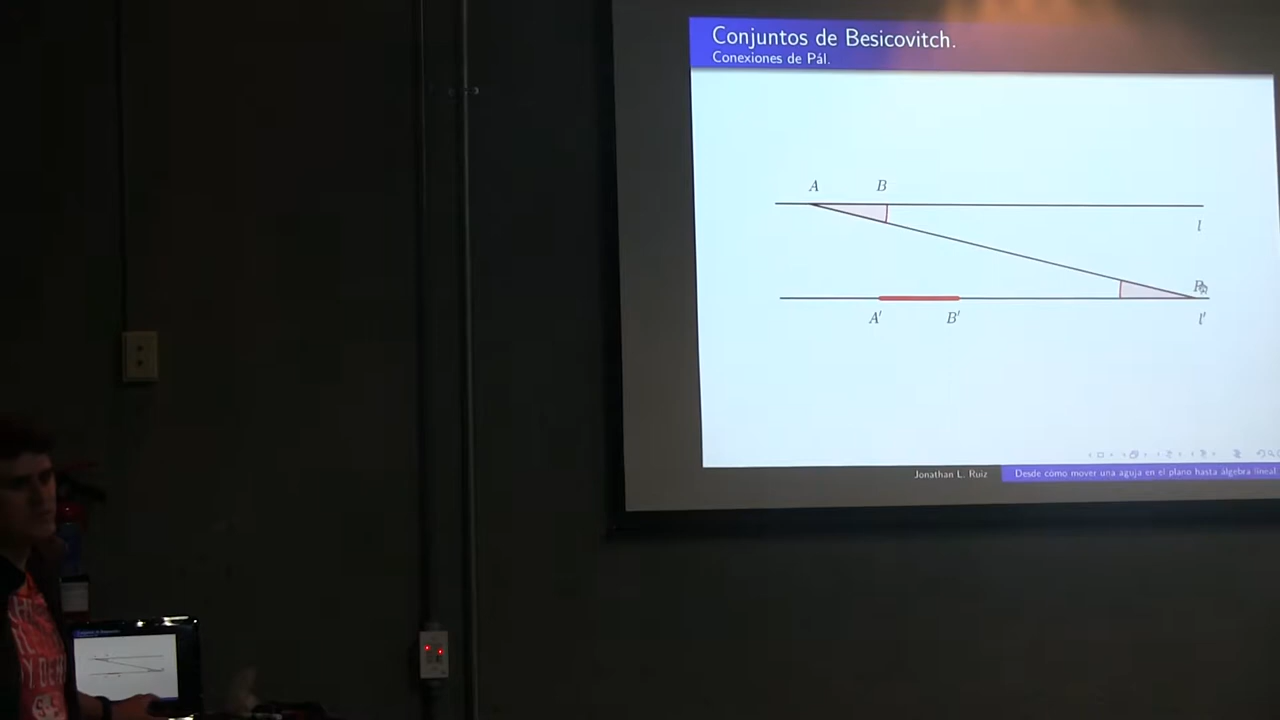 Conjuntos de Besicovitch.
Conexiones de Pál.
A B
l
A' B' l'
Jonathan L. Ruiz
Desde cómo mover una aguja en el plano hasta álgebra lineal